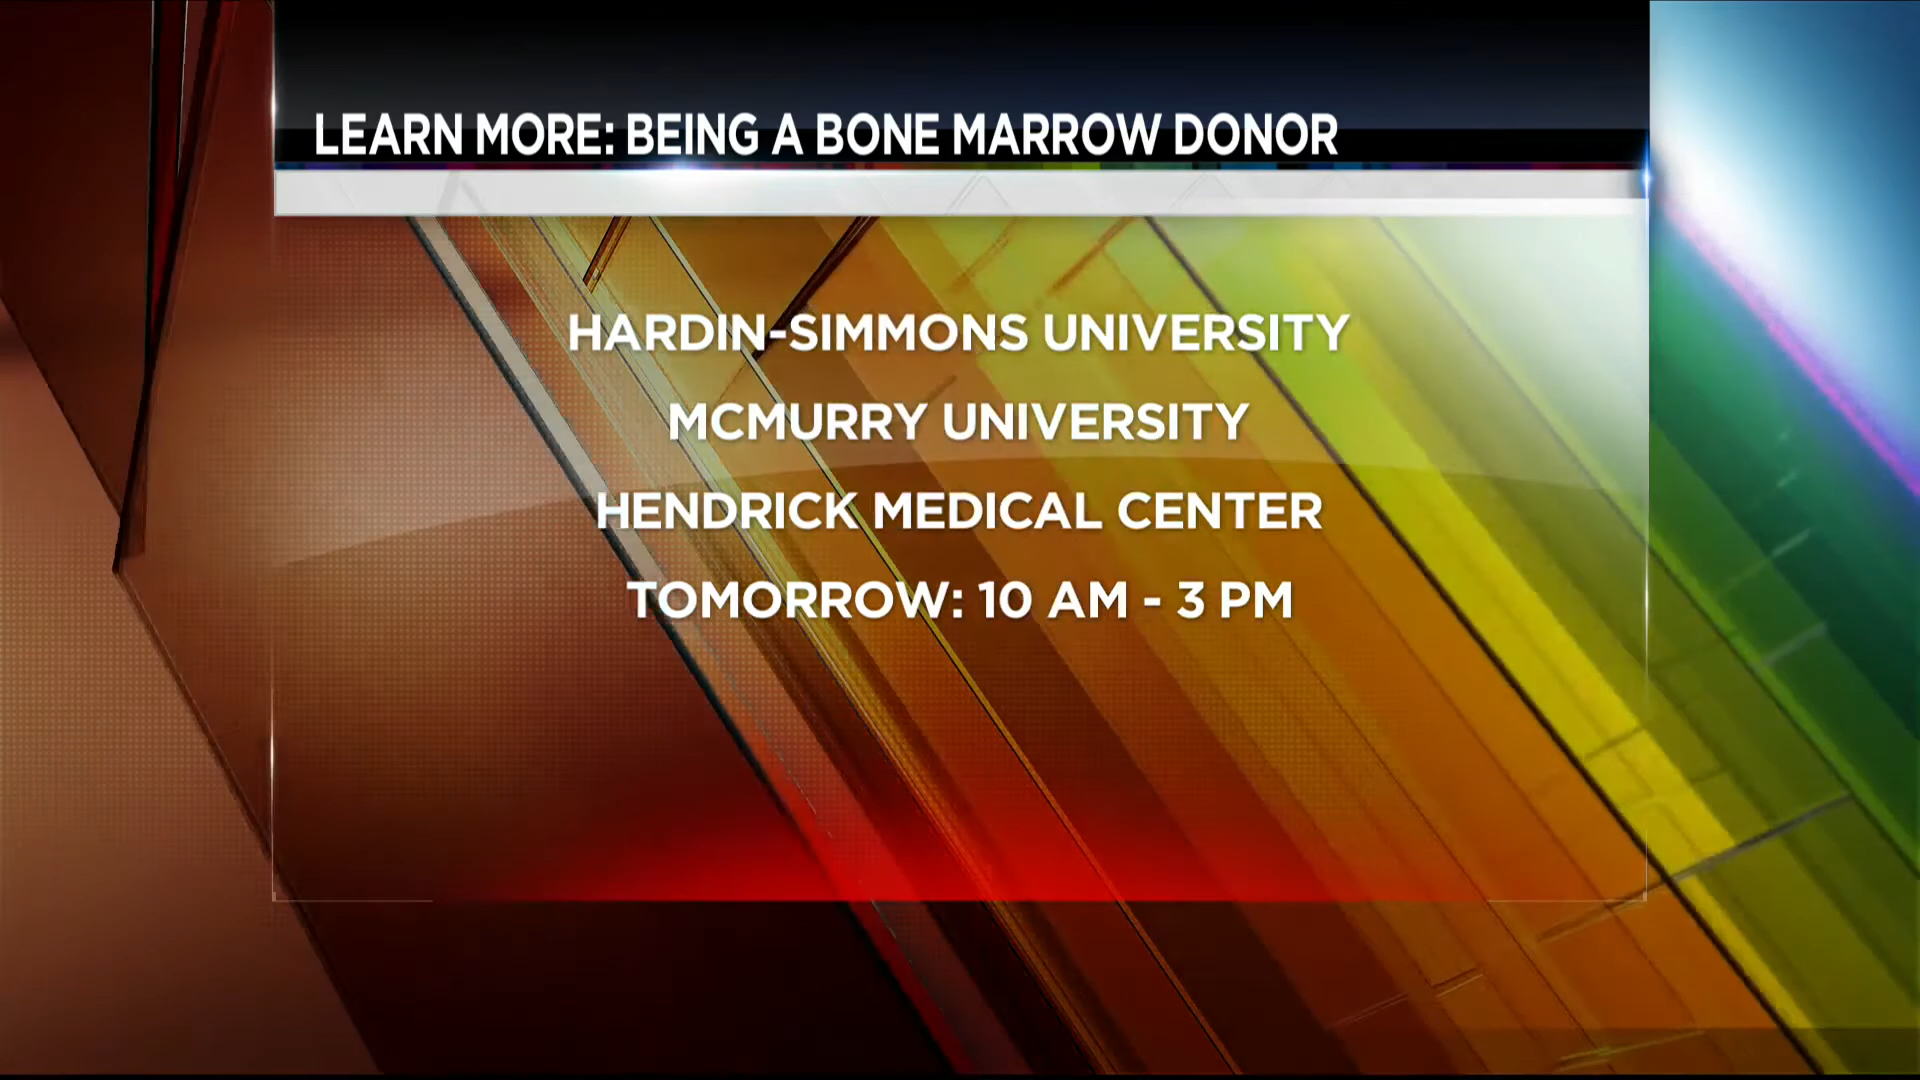 LEARN MORE: BEING A BONE MARROW DONOR
HARDIN-SIMMONS UNIVERSITY
MCMURRY UNIVERSITY
HENDRICK MEDICAL CENTER
TOMORROW: 10 AM - 3 PM